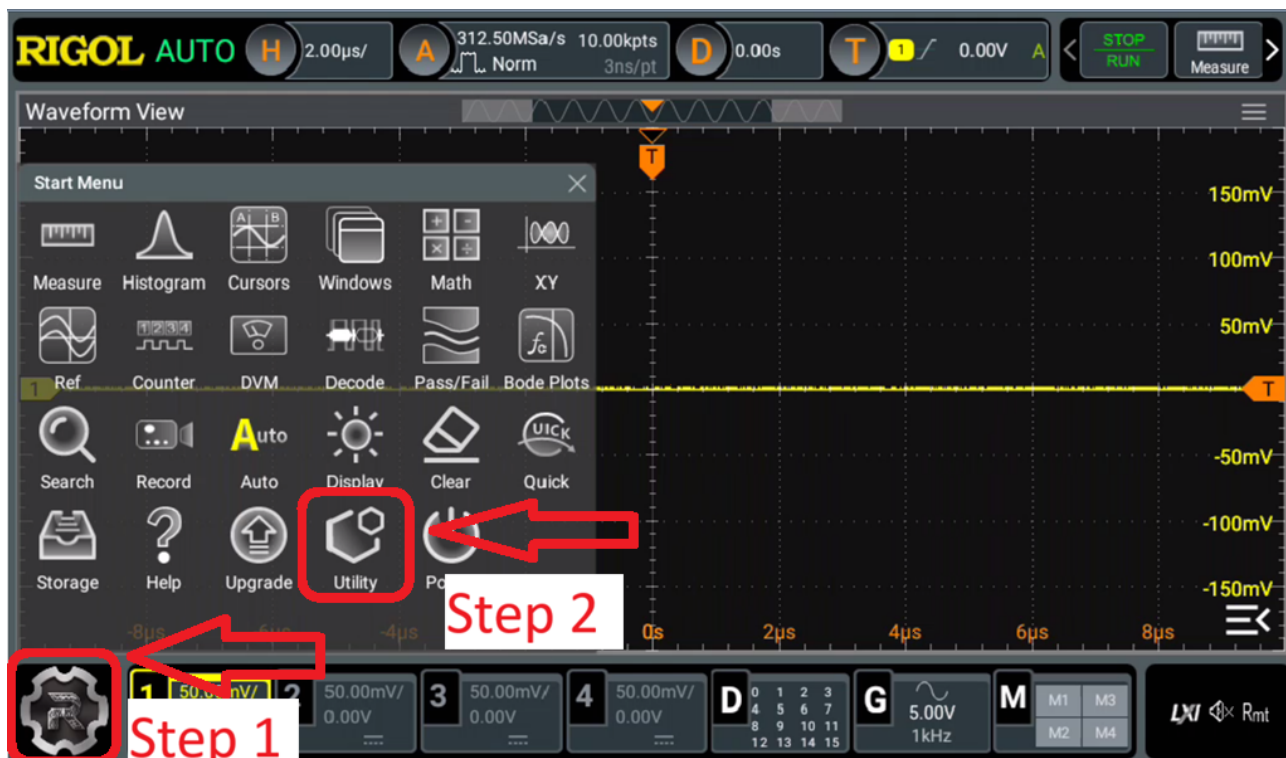 RIGOL AUTO H 2.00µs/ A 312.50MSa/s 10.00kpts D 0.00s T 1 0.00V A < STOP >
Norm 3ns/pt RUN Measure
Waveform View
T
Start Menu
150mV
Measure Histogram Cursors Windows Math XY
100mV
50mV
Ref Counter DVM Decode Pass/Fail Bode Plots
1 T
Auto
UICK
Search Record Auto Display Clear Quick
-50mV
-100mV
Storage Help Upgrade Utility
-150mV
Step 2
-8µs -4µs 0s 2µs 4µs 6µs 8µs
1 50.00mV/ 2 50.00mV/ 3 50.00mV/ 4 50.00mV/ D 0 1 2 3 G 5.00V M M1 M3
0.00V 0.00V 0.00V 4 5 6 7 1kHz M2 M4
8 9 10 11
12 13 14 15
LXI Rmt
Step 1